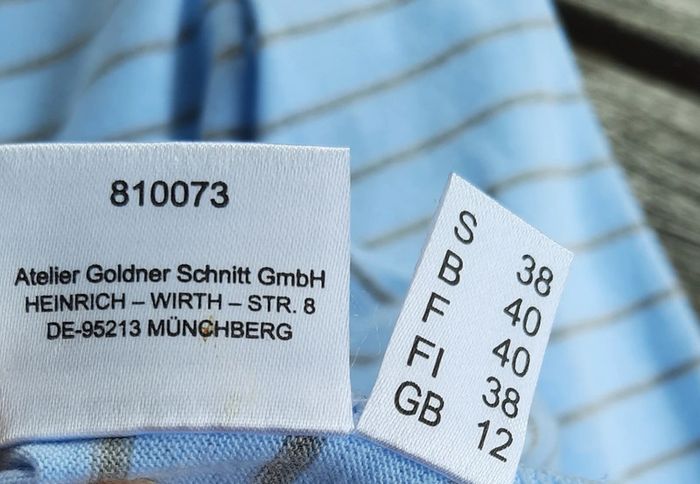 810073
Atelier Goldner Schnitt GmbH
HEINRICH – WIRTH – STR. 8
DE-95213 MÜNCHBERG
S 38
B 40
F 40
FI 38
GB 12